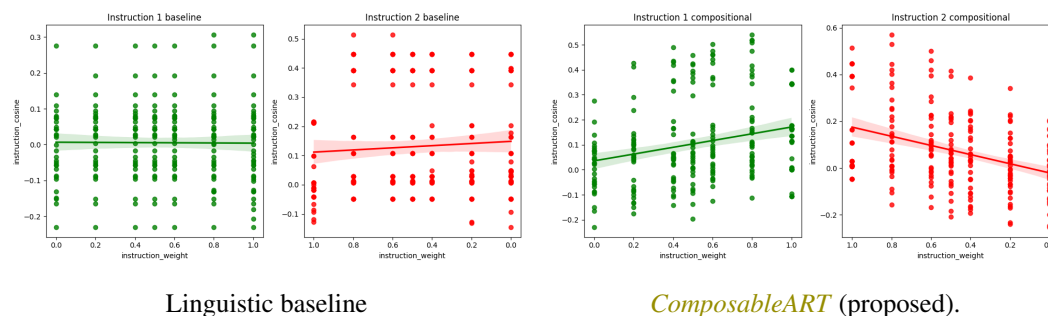 Instruction 1 baseline
0.3
0.2
0.1
0.0
−0.1
−0.2
instruction_cosine
0.0 0.2 0.4 0.6 0.8 1.0
instruction_weight
Instruction 2 baseline
0.5
0.4
0.3
0.2
0.1
0.0
−0.1
instruction_cosine
1.0 0.8 0.6 0.4 0.2 0.0
instruction_weight
Instruction 1 compositional
0.5
0.4
0.3
0.2
0.1
0.0
−0.1
−0.2
instruction_cosine
0.0 0.2 0.4 0.6 0.8 1.0
instruction_weight
Instruction 2 compositional
0.6
0.4
0.2
0.0
−0.2
instruction_cosine
1.0 0.8 0.6 0.4 0.2
instruction_weight
Linguistic baseline
ComposableART (proposed).